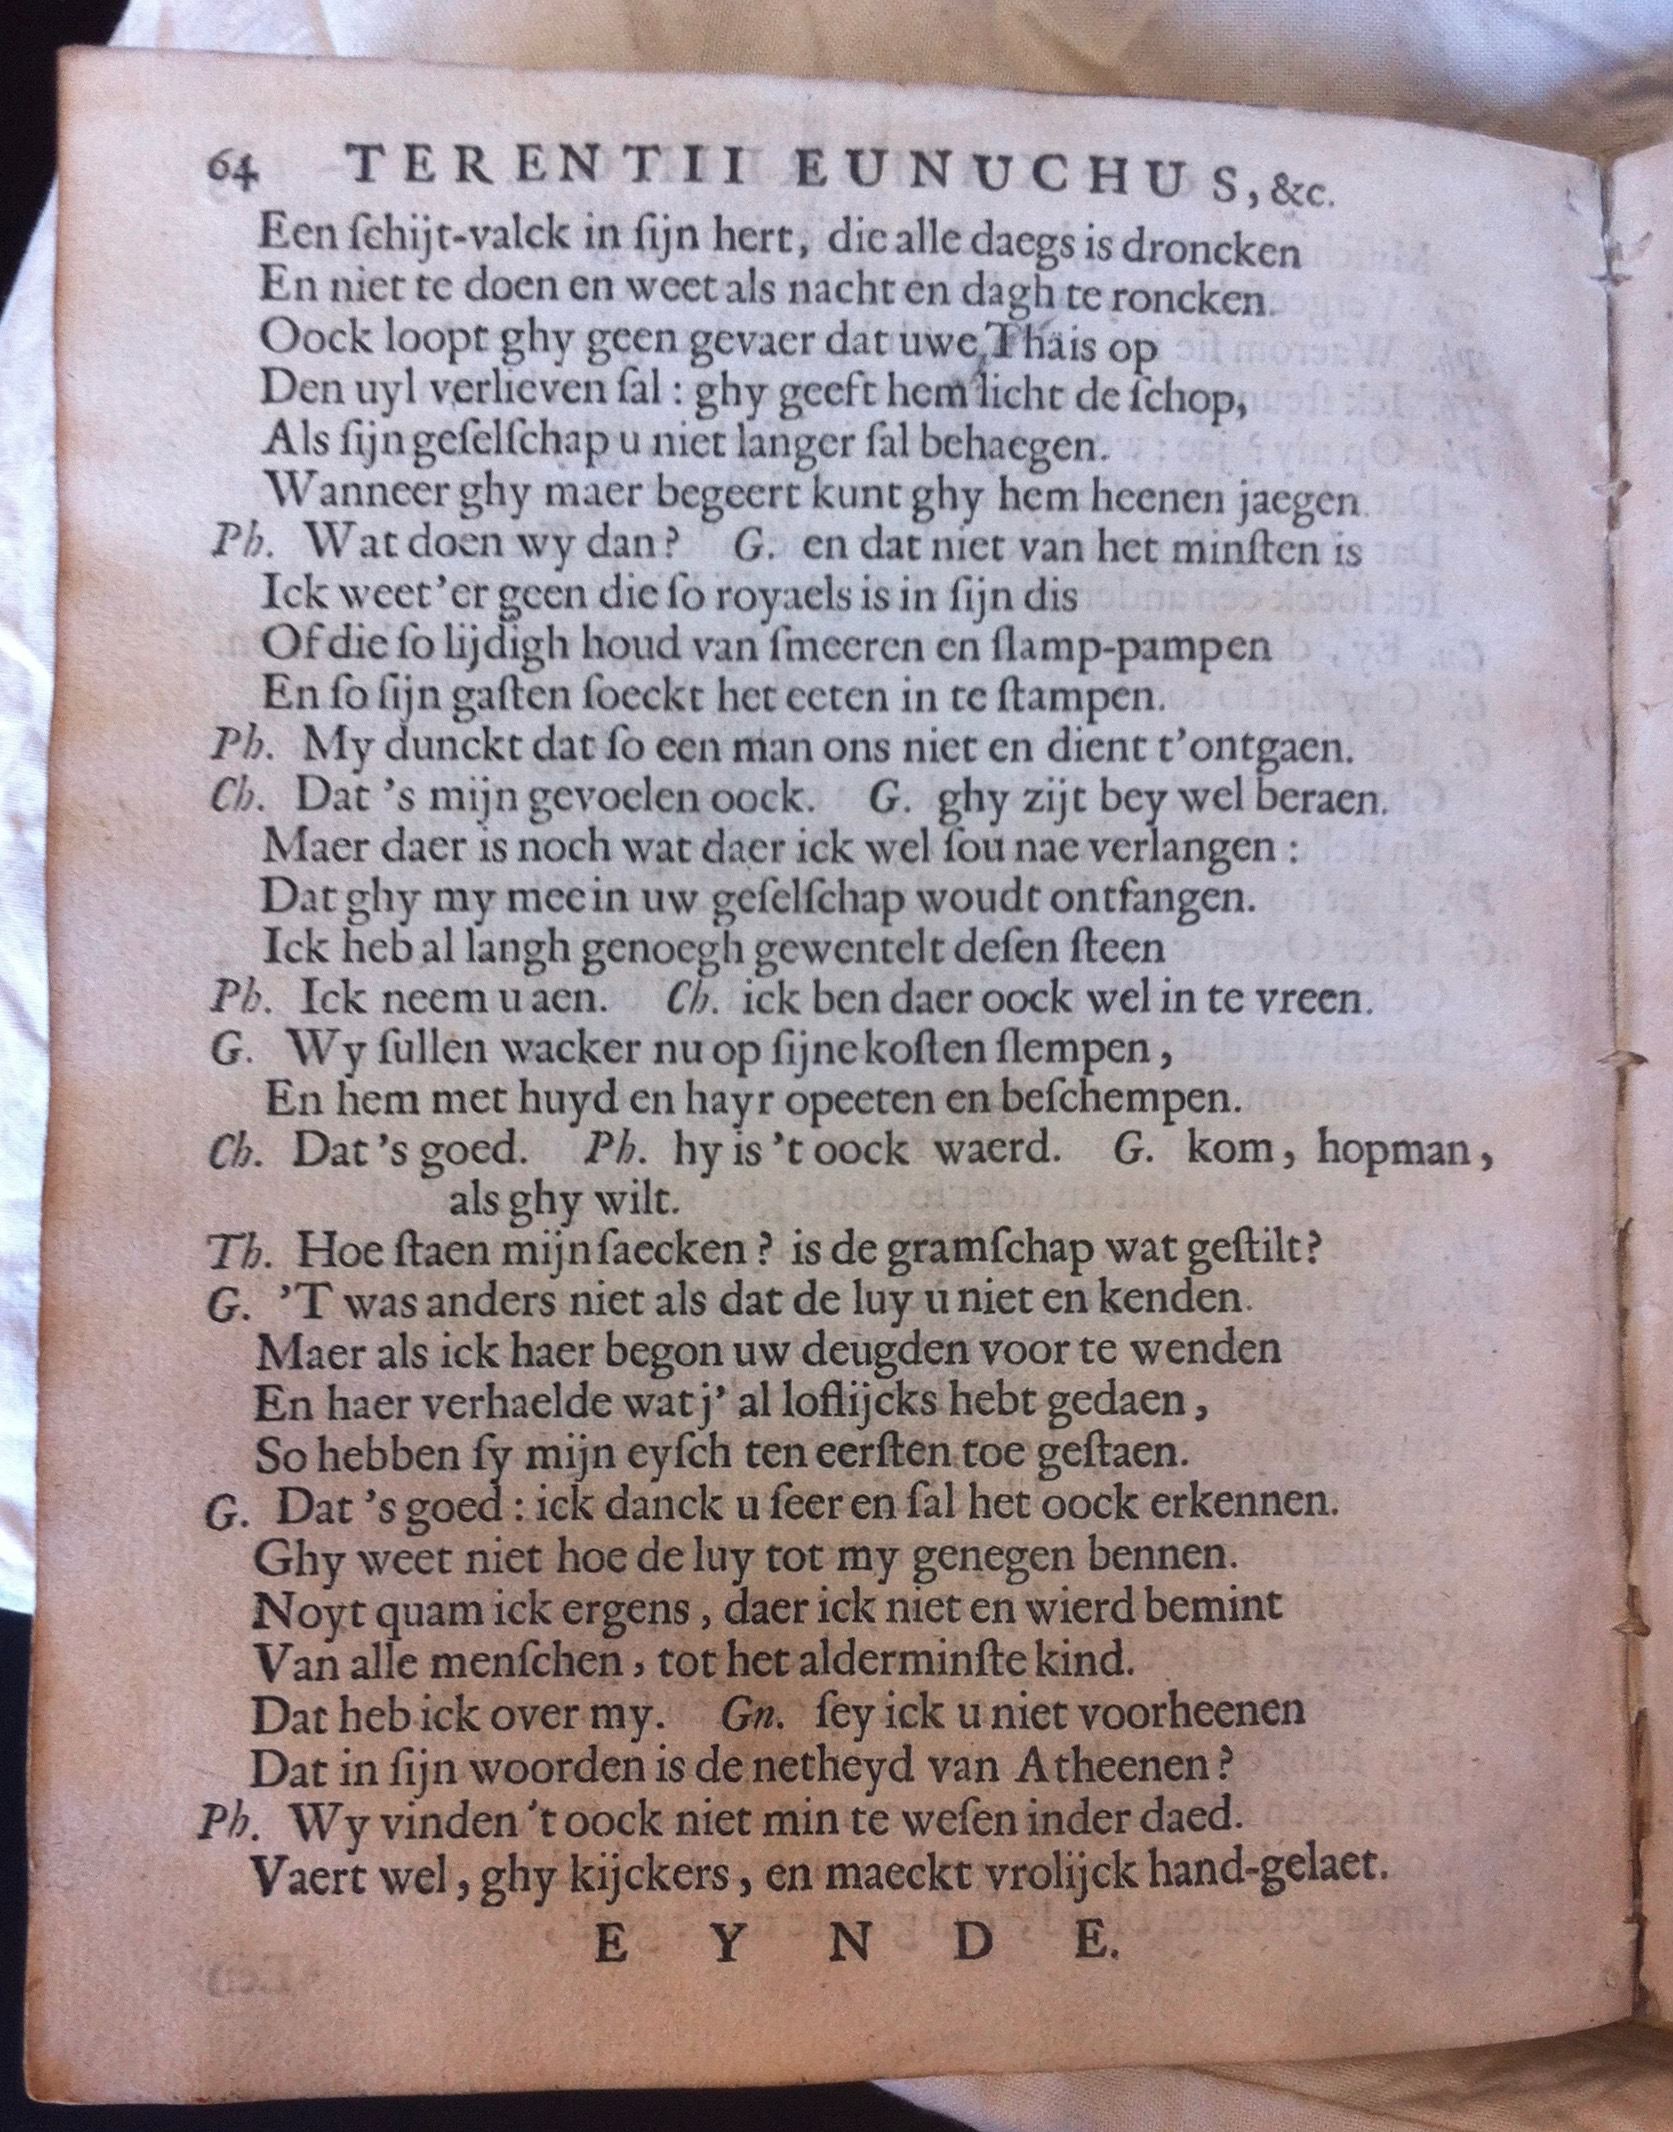 64 TERENTII EUNUCHUS, &c.
Een ſchijt-valck in ſijn hert, die alle daegs is droncken
En niet te doen en weet als nacht en dagh te roncken.
Oock loopt ghy geen gevaer dat uwe Thais op
Den uyl verlieven ſal : ghy geeft hem licht de ſchop,
Als ſijn geſelſchap u niet langer ſal behaegen.
Wanneer ghy maer begeert kunt ghy hem heenen jaegen.
Ph. Wat doen wy dan? G. en dat niet van het minſten is
Ick weet'er geen die ſo royaels is in ſijn dis
Of die ſo lijdigh houd van ſmeeren en ſlamp-pampen
En ſo ſijn gaſten ſoeckt het eeten in te ſtampen.
Ph. My dunckt dat ſo een man ons niet en dient t'ontgaen.
Ch. Dat 's mijn gevoelen oock. G. ghy zijt bey wel beraen.
Maer daer is noch wat daer ick wel ſou nae verlangen :
Dat ghy my mee in uw geſelſchap woudt ontfangen.
Ick heb al langh genoegh gewentelt deſen ſteen
Ph. Ick neem u aen. Ch. ick ben daer oock wel in te vreen.
G. Wy ſullen wacker nu op ſijne koſten ſlempen,
En hem met huyd en hayr opeeten en beſchempen.
Ch. Dat 's goed. Ph. hy is 't oock waerd. G. kom, hopman,
als ghy wilt.
Th. Hoe ſtaen mijn ſaecken? is de gramſchap wat geſtilt?
G. 'T was anders niet als dat de luy u niet en kenden.
Maer als ick haer begon uw deugden voor te wenden
En haer verhaelde wat j' al loflijcks hebt gedaen,
So hebben ſy mijn eyſch ten eerſten toe geſtaen.
G. Dat 's goed : ick danck u ſeer en ſal het oock erkennen.
Ghy weet niet hoe de luy tot my genegen bennen.
Noyt quam ick ergens, daer ick niet en wierd bemint
Van alle menſchen, tot het alderminſte kind.
Dat heb ick over my. Gn. ſey ick u niet voorheenen
Dat in ſijn woorden is de netheyd van Atheenen?
Ph. Wy vinden 't oock niet min te weſen inder daed.
Vaert wel, ghy kijckers, en maeckt vrolijck hand-gelaet.
E Y N D E.